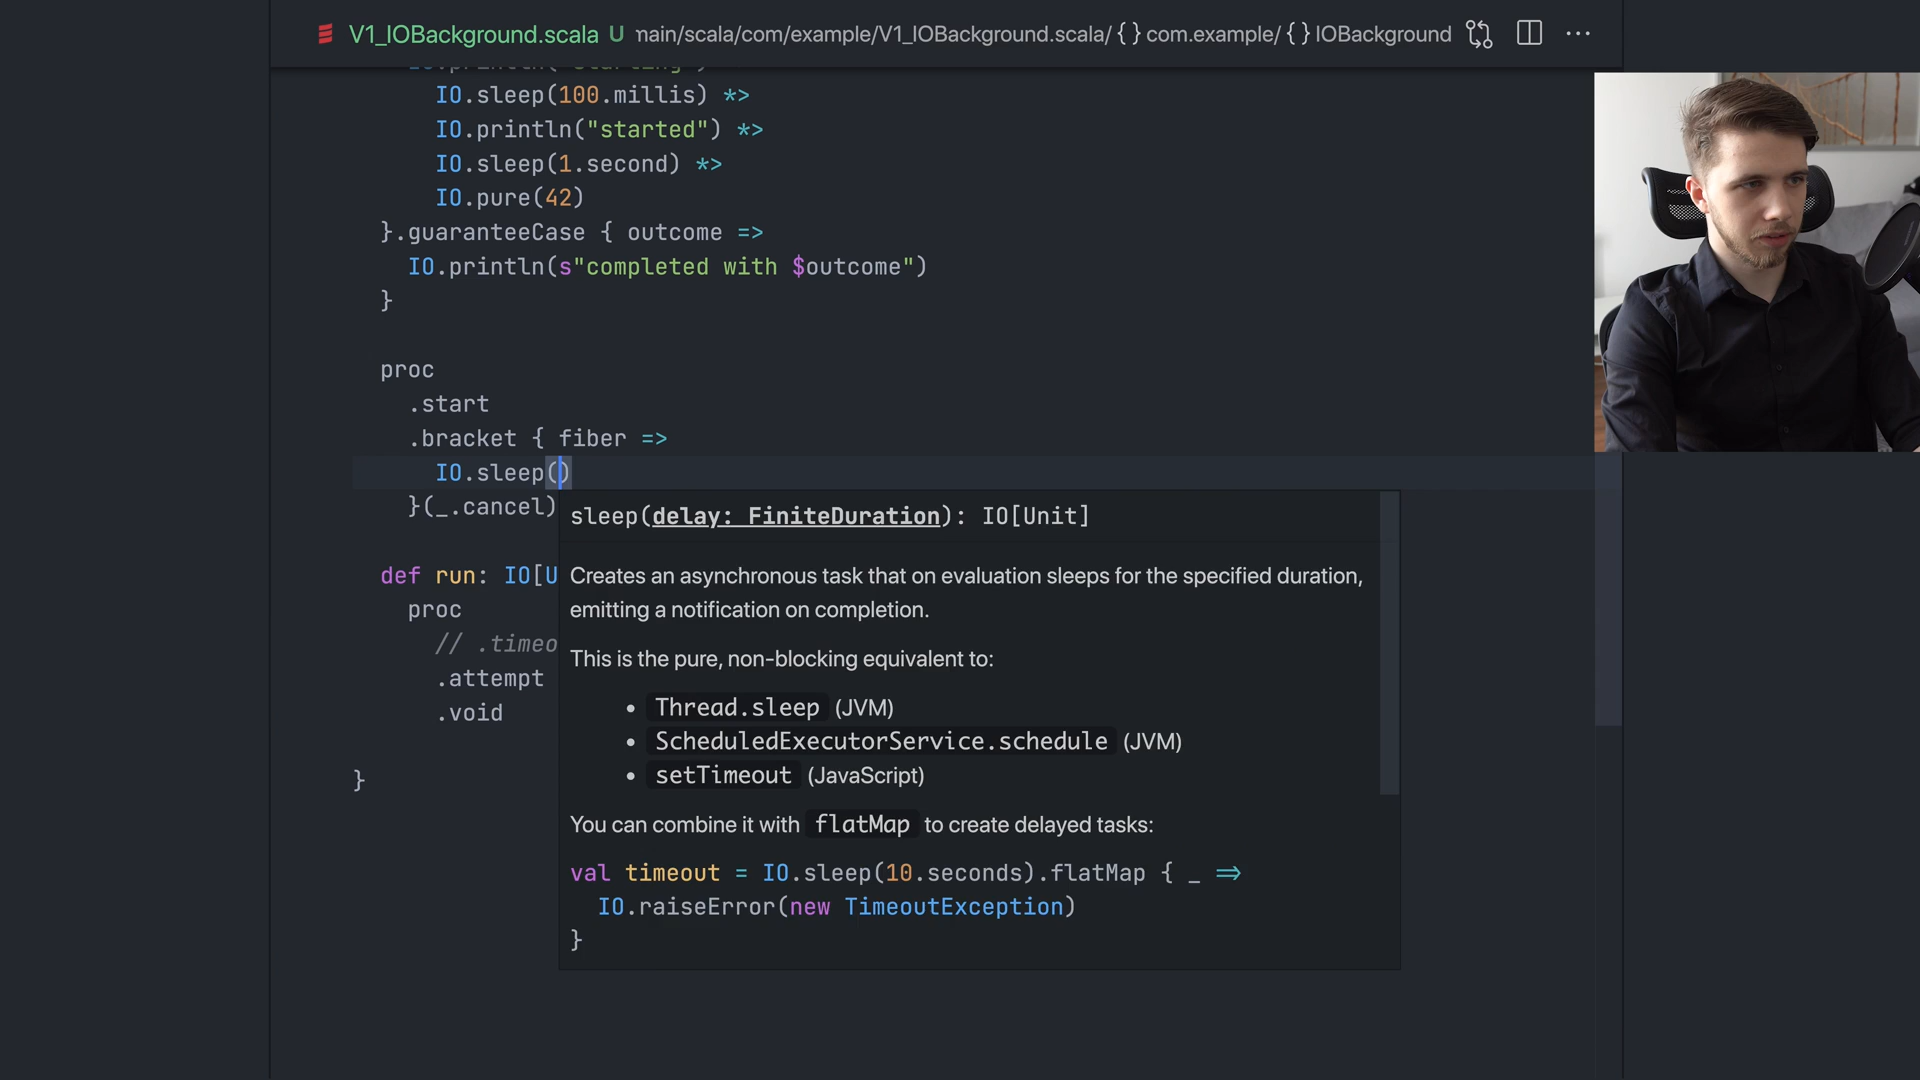 V1_IOBackground.scala U main/scala/com/example/V1_IOBackground.scala/ {} com.example/ {} IOBackground
IO.println("starting")
IO.sleep(100.millis) *>
IO.println("started") *>
IO.sleep(1.second) *>
IO.pure(42)
}.guaranteeCase { outcome =>
IO.println(s"completed with $outcome")
}
proc
.start
.bracket { fiber =>
IO.sleep()
}(_.cancel)
sleep(delay: FiniteDuration): IO[Unit]
Creates an asynchronous task that on evaluation sleeps for the specified duration,
emitting a notification on completion.
This is the pure, non-blocking equivalent to:
• Thread.sleep (JVM)
• ScheduledExecutorService.schedule (JVM)
• setTimeout (JavaScript)
You can combine it with flatMap to create delayed tasks:
val timeout = IO.sleep(10.seconds).flatMap { _ =>
IO.raiseError(new TimeoutException)
}
def run: IO[U
proc
// .timeo
.attempt
.void
}